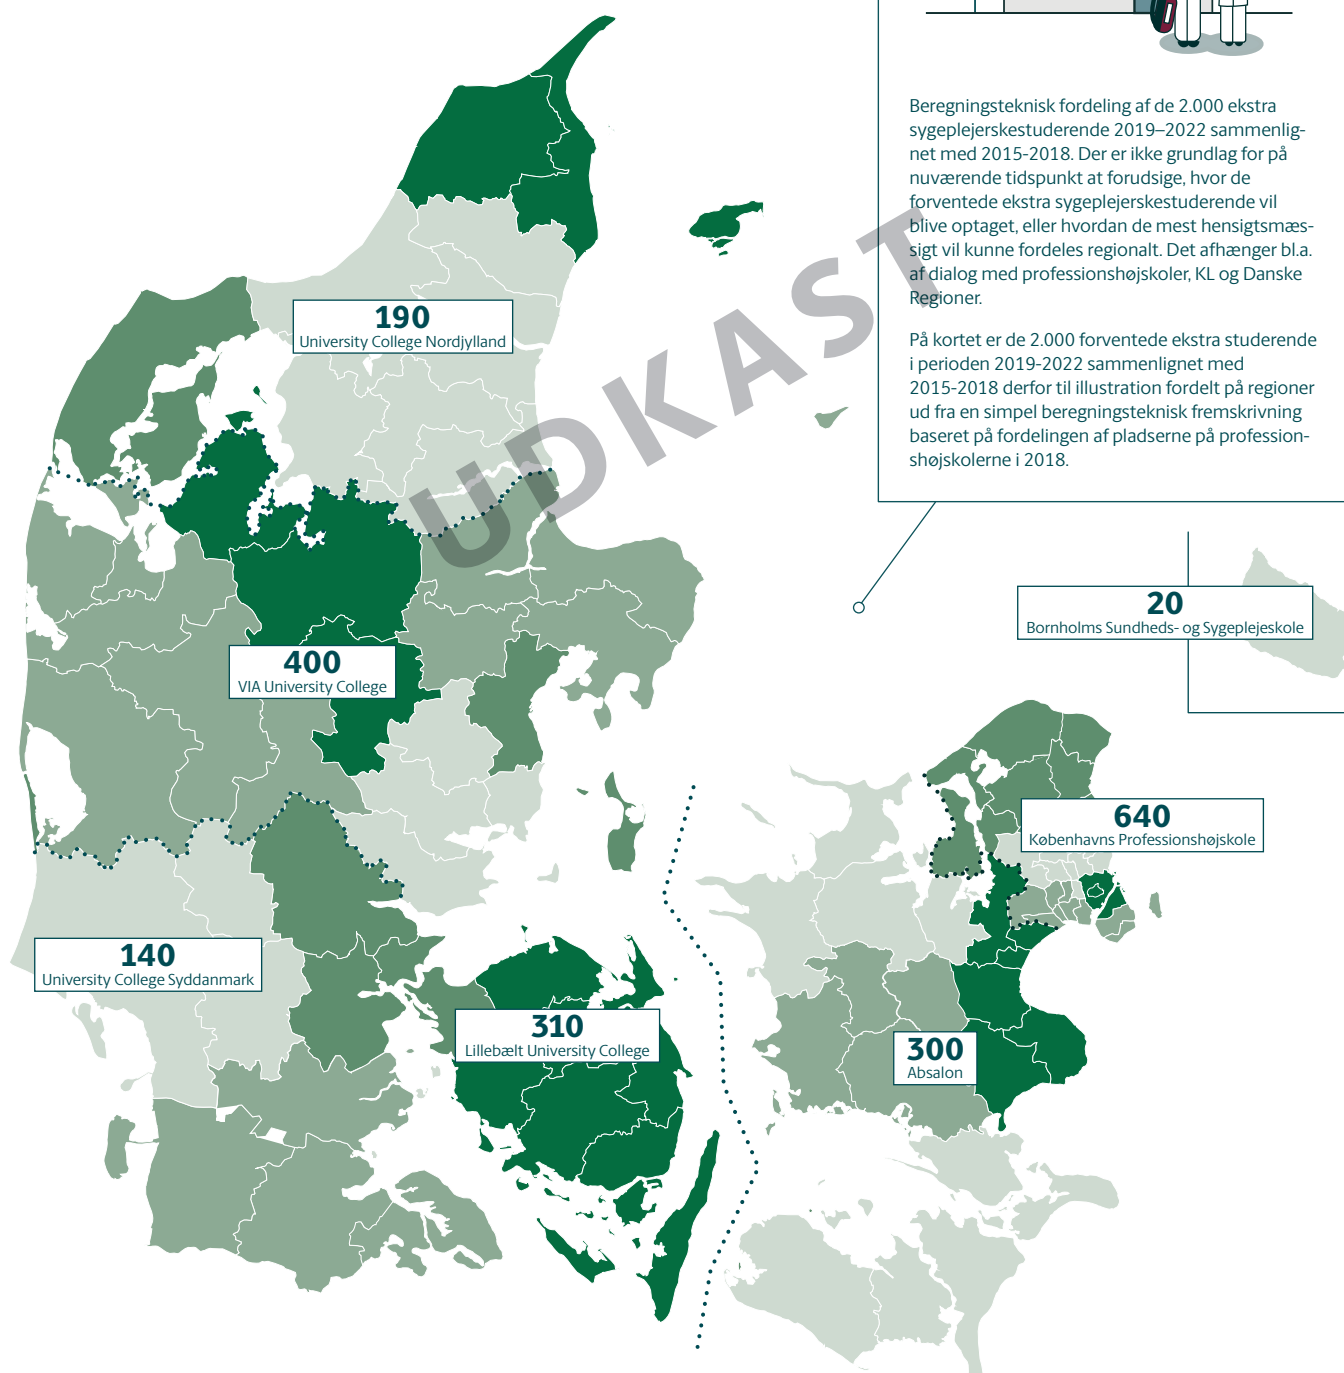 Beregningsteknisk fordeling af de 2.000 ekstra
sygeplejerskestuderende 2019–2022 sammenlig-
net med 2015-2018. Der er ikke grundlag for på
nuværende tidspunkt at forudsige, hvor de
forventede ekstra sygeplejerskestuderende vil
blive optaget, eller hvordan de mest hensigtsmæs-
sigt vil kunne fordeles regionalt. Det afhænger bl.a.
af dialog med professionshøjskoler, KL og Danske
Regioner.
På kortet er de 2.000 forventede ekstra studerende
i perioden 2019-2022 sammenlignet med
2015-2018 derfor til illustration fordelt på regioner
ud fra en simpel beregningsteknisk fremskrivning
baseret på fordelingen af pladserne på profession-
shøjskolerne i 2018.
UDKAST
190
University College Nordjylland
20
Bornholms Sundheds- og Sygeplejeskole
400
VIA University College
640
Københavns Professionshøjskole
140
University College Syddanmark
310
Lillebælt University College
300
Absalon